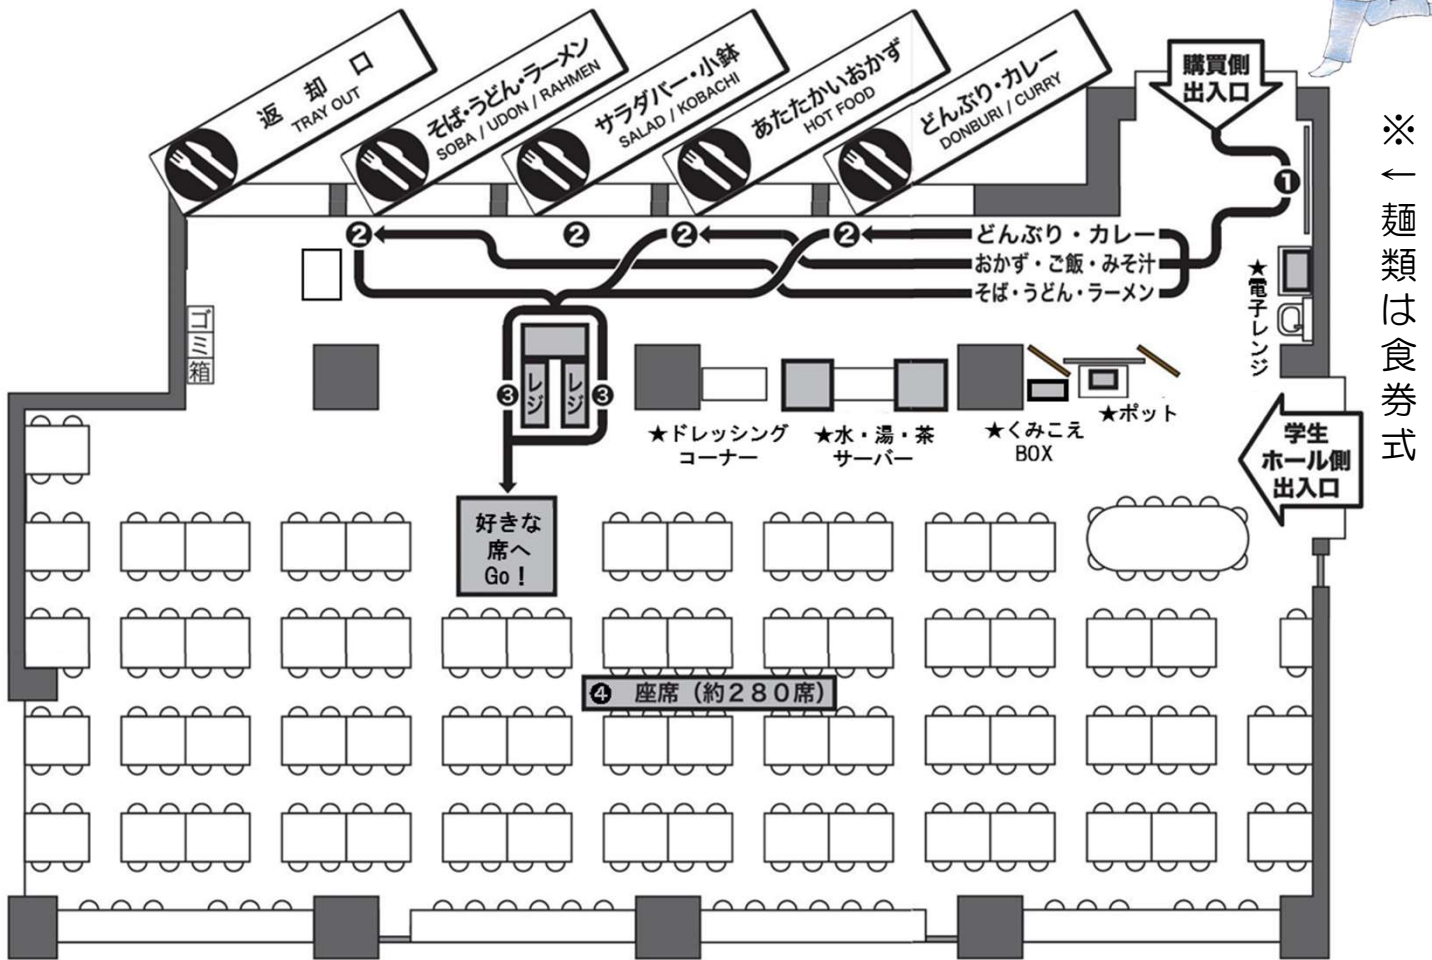 返却口
TRAY OUT
そば・うどん・ラーメン
SOBA / UDON / RAHMEN
サラダバー・小鉢
SALAD / KOBACHI
あたたかいおかず
HOT FOOD
どんぶり・カレー
DONBURI / CURRY
購買側
出入口
※←麺類は食券式
❶
❷
❷
❷
❷
どんぶり・カレー
おかず・ご飯・みそ汁
そば・うどん・ラーメン
★電子レンジ
ゴミ箱
❸
レジ
レジ
❸
★ドレッシング
コーナー
★水・湯・茶
サーバー
★くみこえ
BOX
★ポット
学生
ホール側
出入口
好きな
席へ
Go！
❹ 座席（約２８０席）